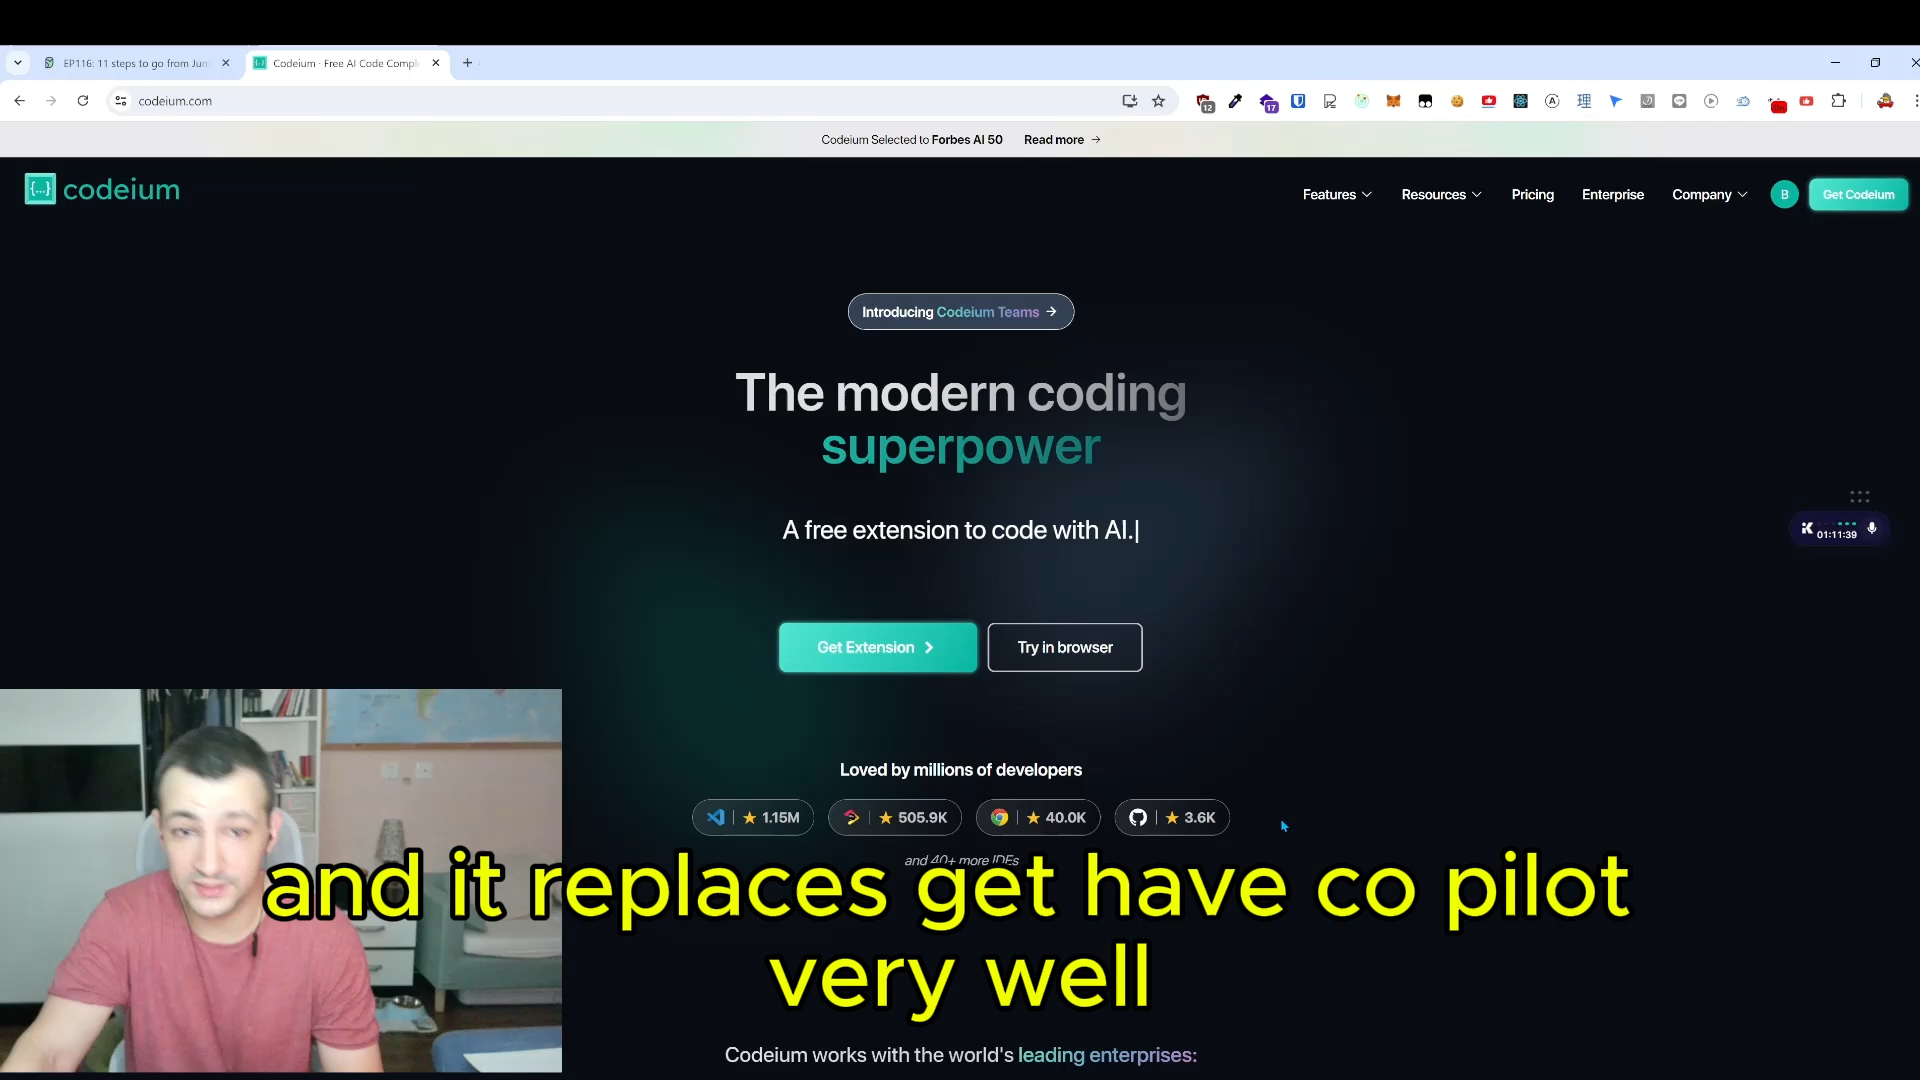 EP116: 11 steps to go from Jun
Codeium · Free AI Code Comple
codeium.com
12
17
Codeium Selected to Forbes AI 50 Read more →
{...} codeium
Features
Resources
Pricing
Enterprise
Company
B
Get Codeium
Introducing Codeium Teams →
The modern coding
superpower
A free extension to code with AI.|
Get Extension
Try in browser
01:11:39
Loved by millions of developers
1.15M
505.9K
40.0K
3.6K
and 40+ more IDEs
and it replaces get have co pilot
very well
Codeium works with the world's leading enterprises: